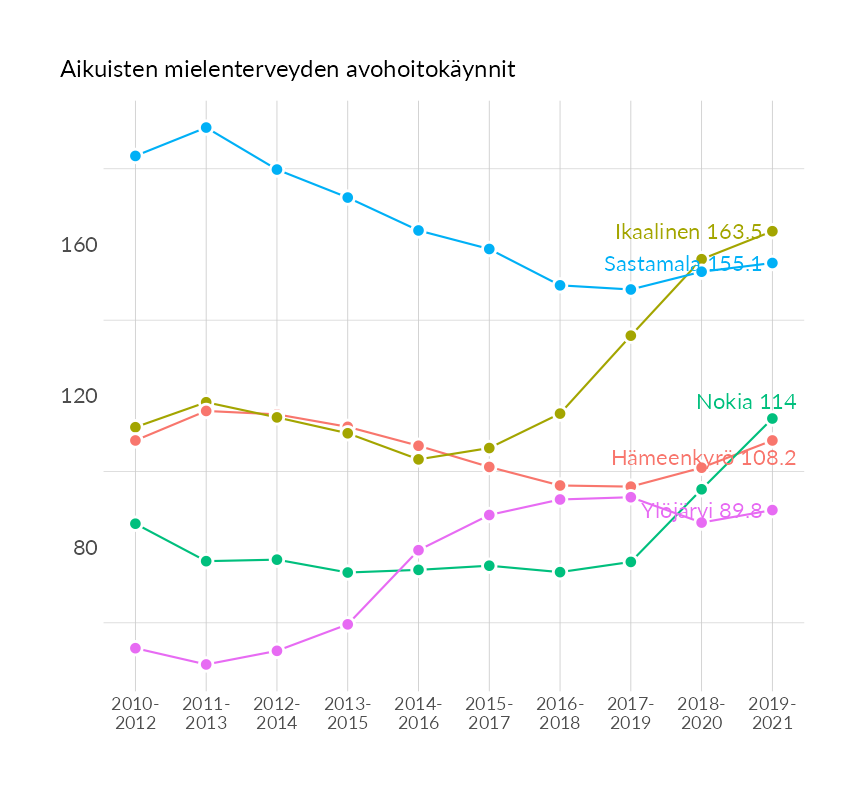 Aikuisten mielenterveyden avohoitokäynnit
Ikaalinen 163.5
160
Sastamala 155.1
120
Nokia 114
Hämeenkyrö 108.2
Ylöjärvi 89.8
80
2010- 2011- 2012- 2013- 2014- 2015- 2016- 2017- 2018- 2019-
2012 2013 2014 2015 2016 2017 2018 2019 2020 2021